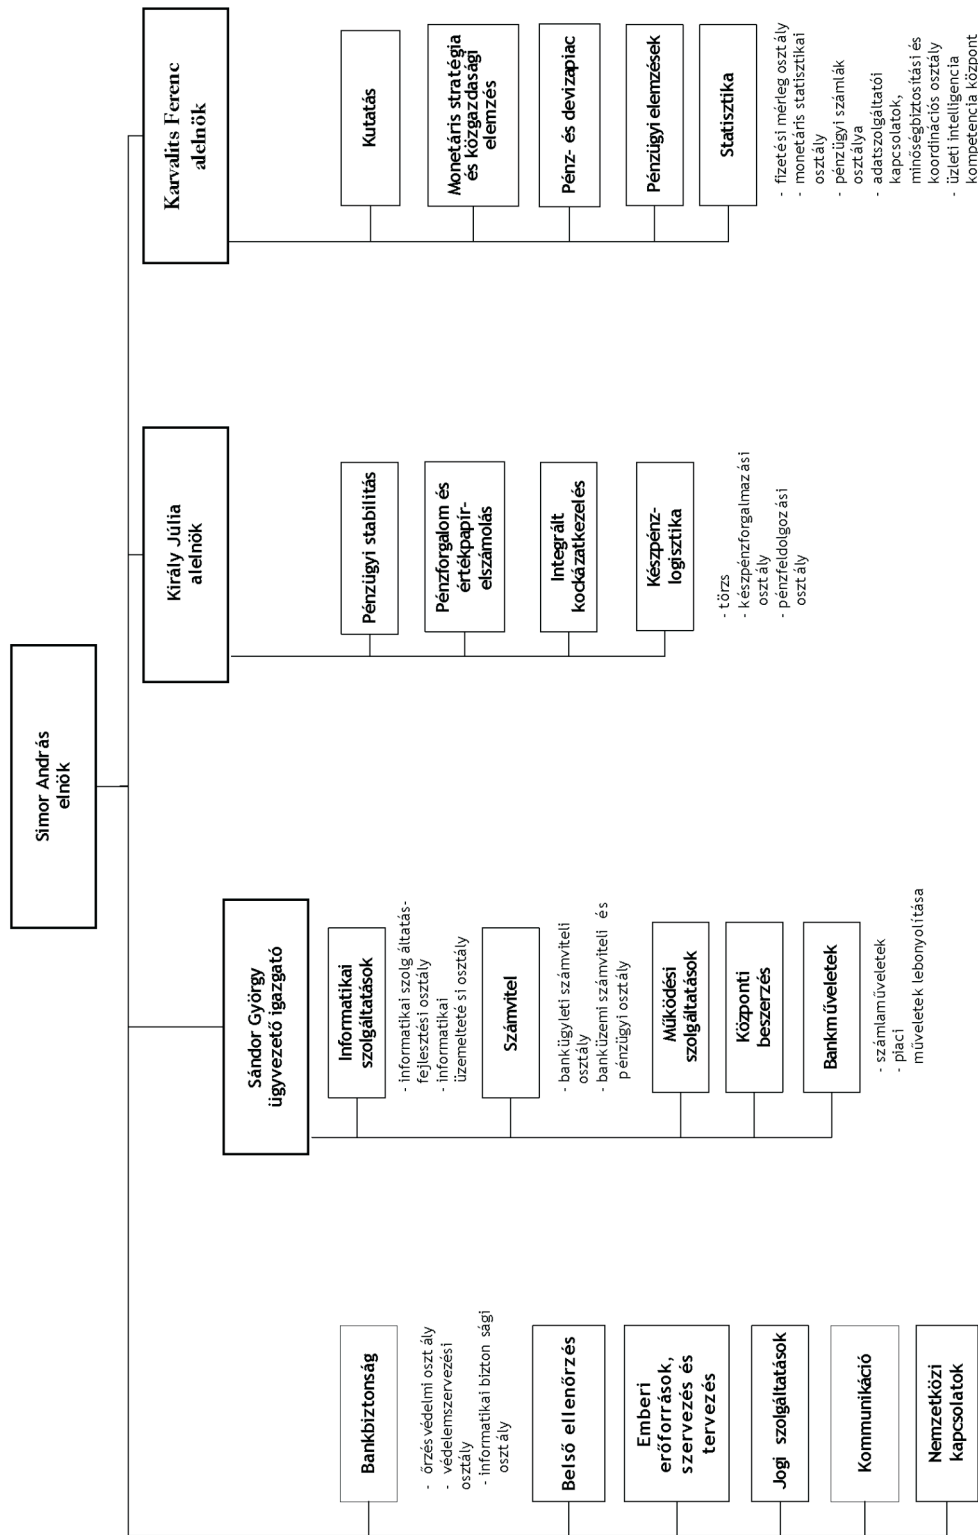 Simor András
elnök
Bankbiztonság
- őrzésvédelmi osztály
- védelemszervezési
osztály
- informatikai biztonsági
osztály
Belső ellenőrzés
Emberi
erőforrások,
szervezés és
tervezés
Jogi szolgáltatások
Kommunikáció
Nemzetközi
kapcsolatok
Sándor György
ügyvezető igazgató
Informatikai
szolgáltatások
- informatikai szolgáltatás-
fejlesztési osztály
- informatikai
üzemeltetési osztály
Számvitel
- bankügyleti számviteli
osztály
- banküzemi számviteli és
pénzügyi osztály
Működési
szolgáltatások
Központi
beszerzés
Bankműveletek
- számlaműveletek
- piaci
műveletek lebonyolítása
Király Júlia
alelnök
Pénzügyi stabilitás
Pénzforgalom és
értékpapír-
elszámolás
Integrált
kockázatkezelés
Készpénz-
logisztika
- törzs
- készpénzforgalmazási
osztály
- pénzfeldolgozási
osztály
Karvalits Ferenc
alelnök
Kutatás
Monetáris stratégia
és közgazdasági
elemzés
Pénz- és devizapiac
Pénzügyi elemzések
Statisztika
- fizetési mérleg osztály
- monetáris statisztikai
osztály
- pénzügyi számlák
osztálya
- adatszolgáltatói
kapcsolatok,
minőségbiztosítási és
koordinációs osztály
- üzleti intelligencia
kompetencia központ